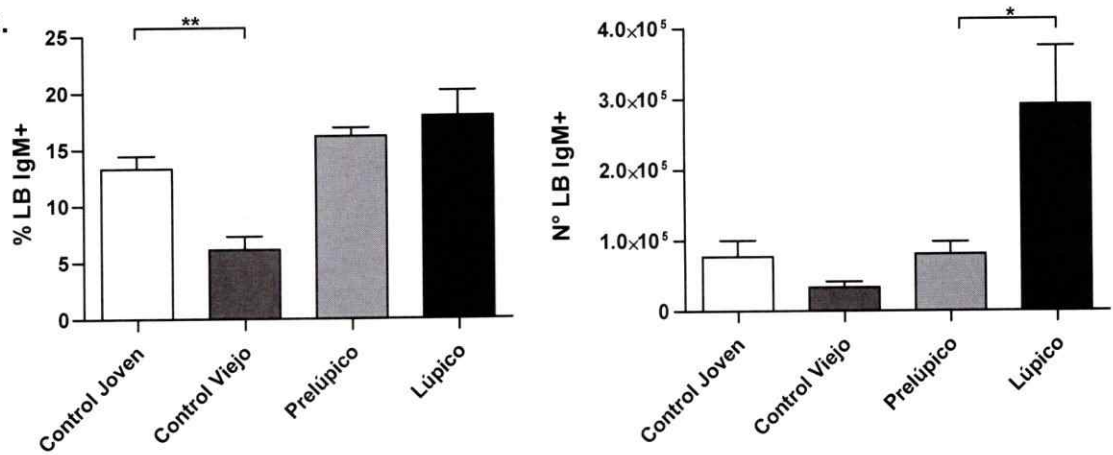 **
25
20
15
10
5
0
% LB IgM+
Control Joven
Control Viejo
Prelúpico
Lúpico
*
4.0×10⁵
3.0×10⁵
2.0×10⁵
1.0×10⁵
0
N° LB IgM+
Control Joven
Control Viejo
Prelúpico
Lúpico